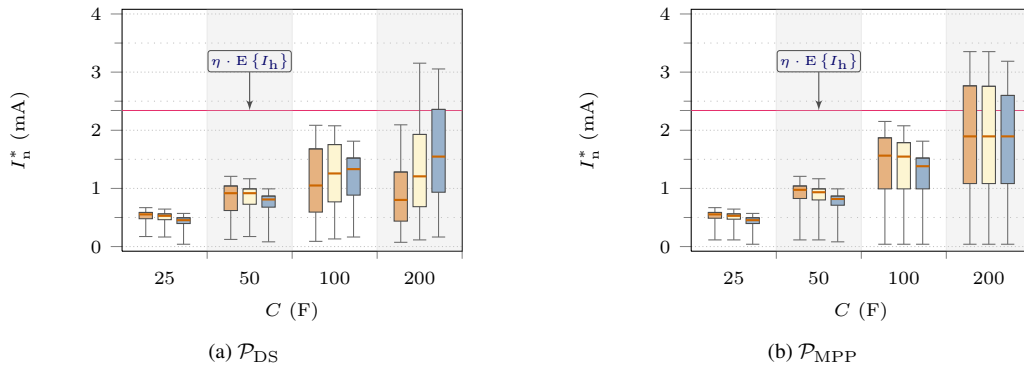 4
3
2
1
0
I*n (mA)
η · E {Ih}
25 50 100 200
C (F)
(a) PDS
4
3
2
1
0
I*n (mA)
η · E {Ih}
25 50 100 200
C (F)
(b) PMPP